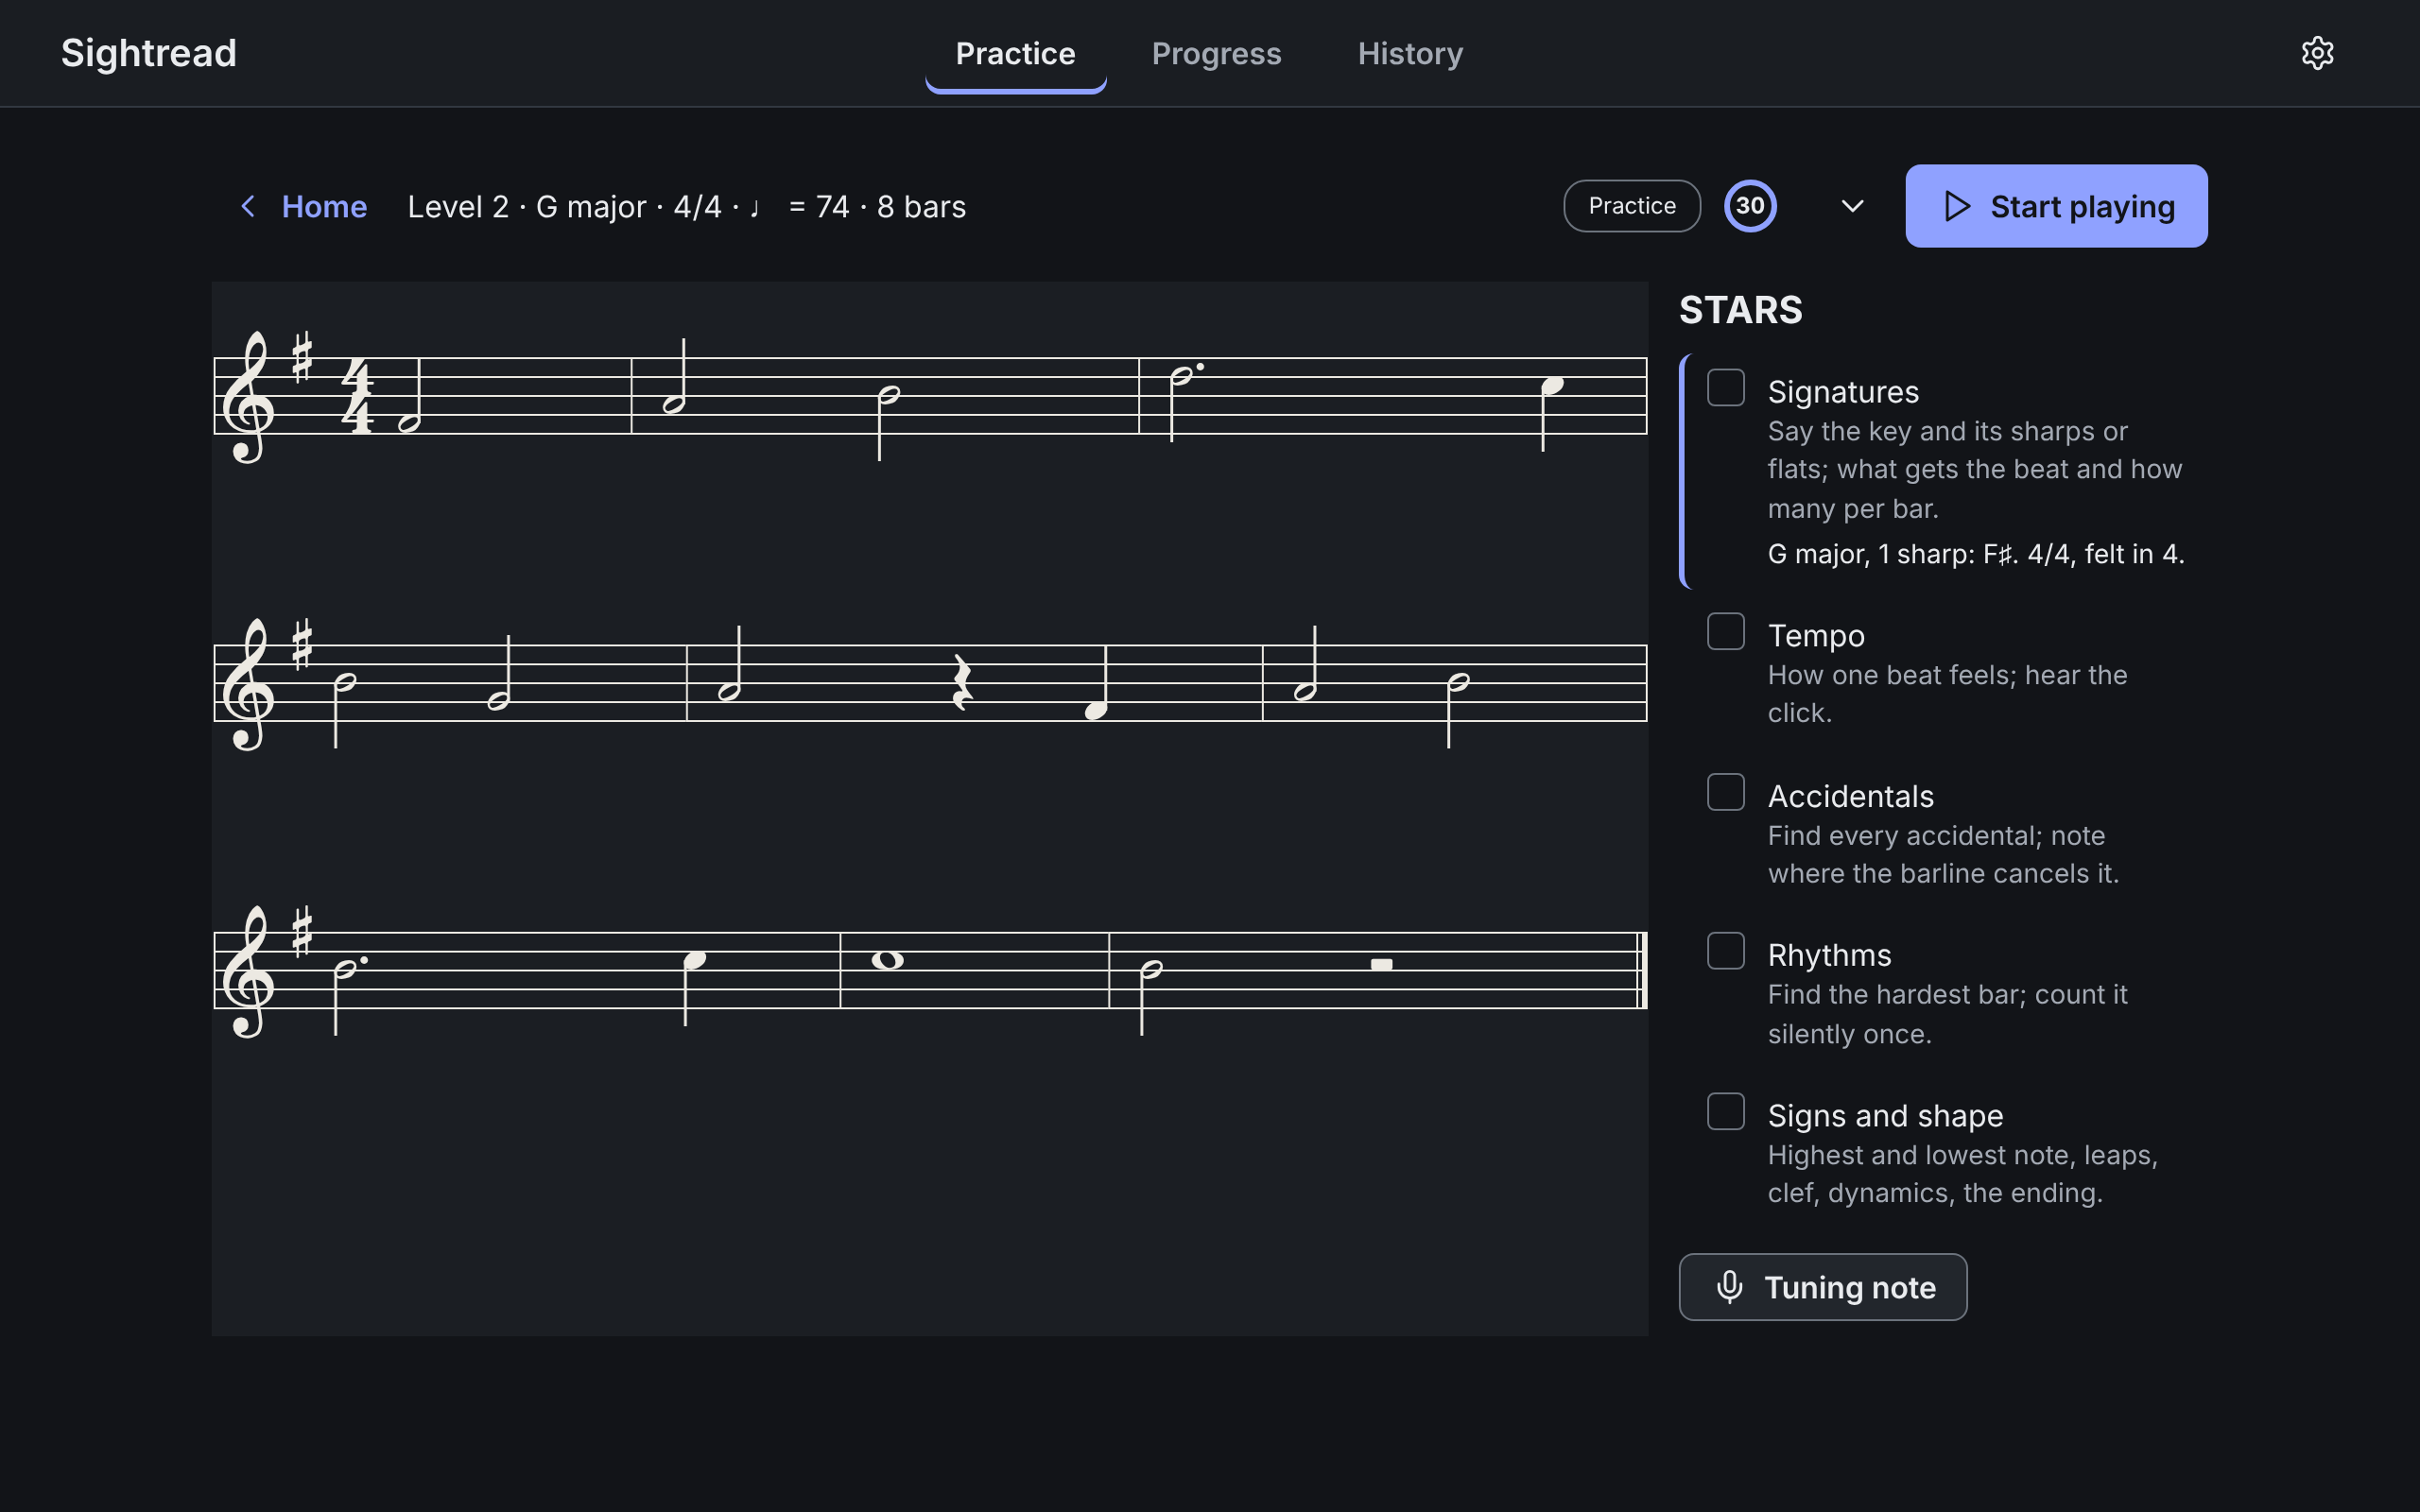 Sightread
Practice
Progress
History
Home
Level 2 · G major · 4/4 · ♩ = 74 · 8 bars
Practice
30
Start playing
STARS
Signatures
Say the key and its sharps or
flats; what gets the beat and how
many per bar.
G major, 1 sharp: F♯. 4/4, felt in 4.
Tempo
How one beat feels; hear the
click.
Accidentals
Find every accidental; note
where the barline cancels it.
Rhythms
Find the hardest bar; count it
silently once.
Signs and shape
Highest and lowest note, leaps,
clef, dynamics, the ending.
Tuning note
4
4